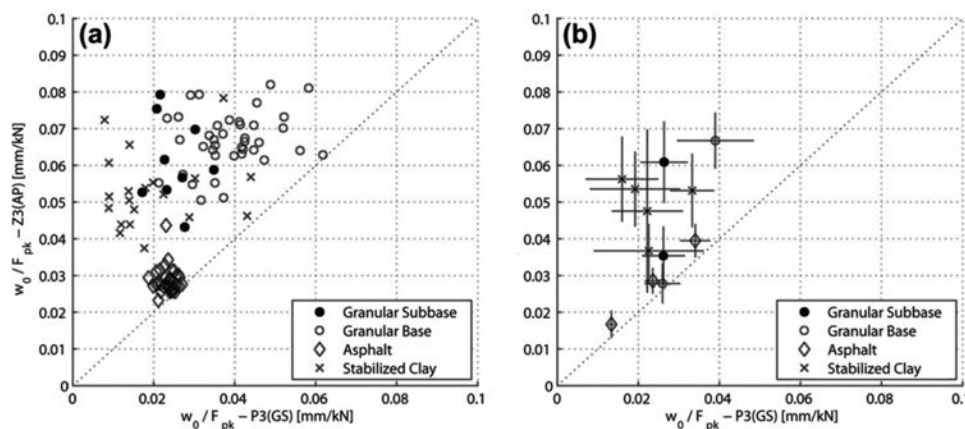 (a)
0.1
0.09
0.08
0.07
0.06
0.05
0.04
0.03
0.02
0.01
0
w0 / Fpk – Z3(AP) [mm/kN]
Granular Subbase
Granular Base
Asphalt
Stabilized Clay
0 0.02 0.04 0.06 0.08 0.1
w0 / Fpk – P3(GS) [mm/kN]
(b)
0.1
0.09
0.08
0.07
0.06
0.05
0.04
0.03
0.02
0.01
0
Granular Subbase
Granular Base
Asphalt
Stabilized Clay
0 0.02 0.04 0.06 0.08 0.1
w0 / Fpk – P3(GS) [mm/kN]